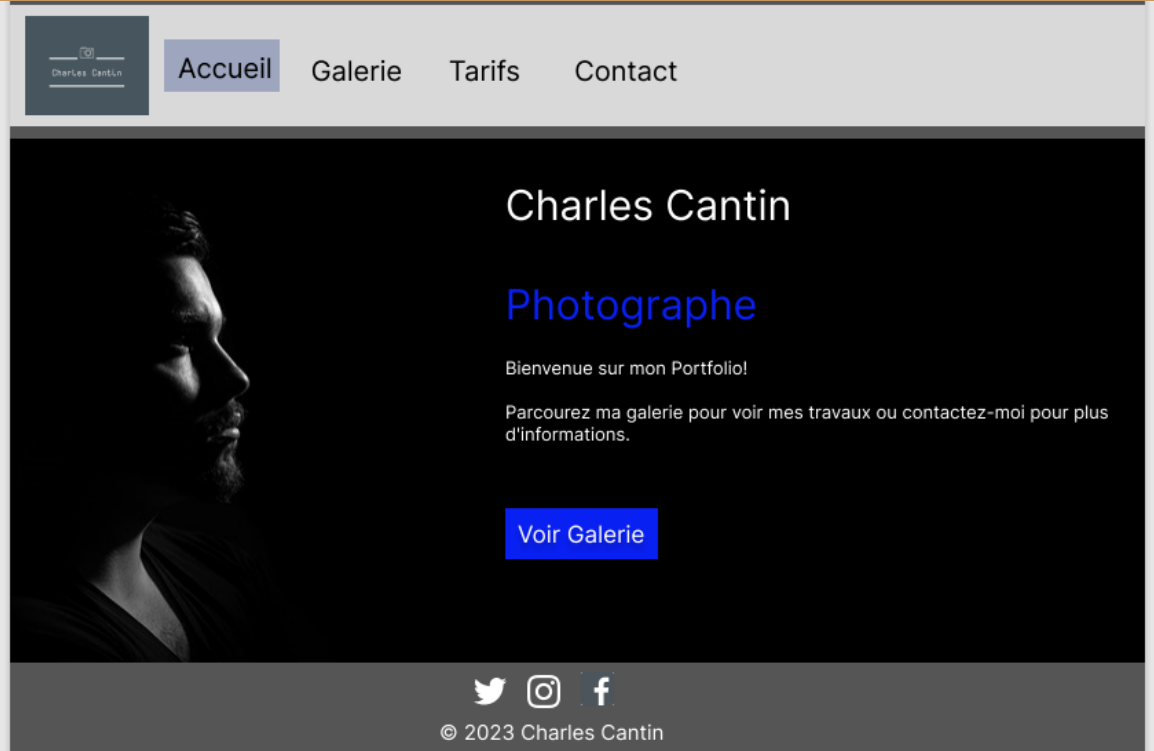 Charles Cantin
Accueil Galerie Tarifs Contact
Charles Cantin
Photographe
Bienvenue sur mon Portfolio!
Parcourez ma galerie pour voir mes travaux ou contactez-moi pour plus
d'informations.
Voir Galerie
© 2023 Charles Cantin